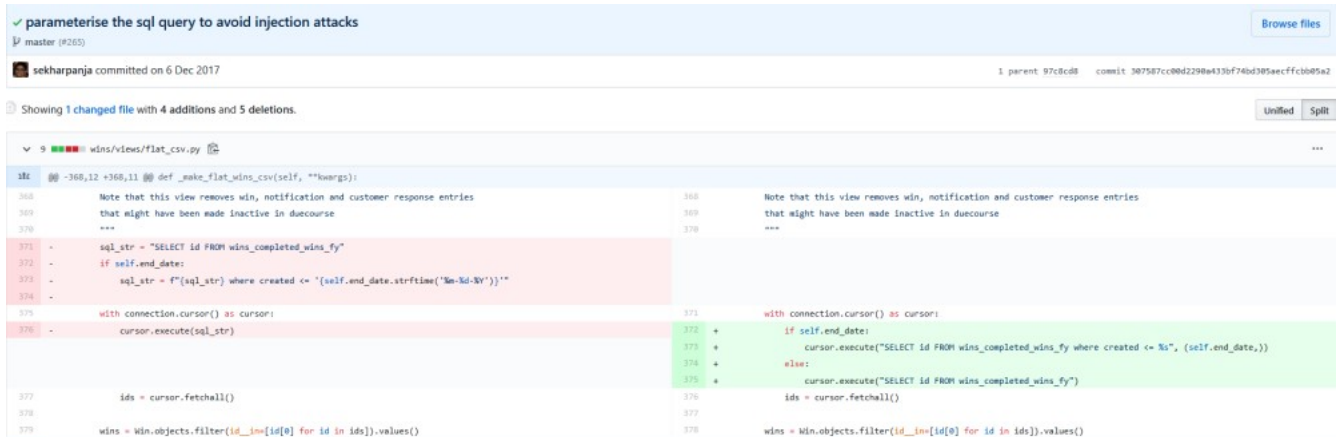 ✓ parameterise the sql query to avoid injection attacks
Browse files
master (#265)
sekharpanja committed on 6 Dec 2017
1 parent 97c8cd8 commit 307587cc00d2290a433bf74bd305aecffcbb05a2
Showing 1 changed file with 4 additions and 5 deletions.
Unified Split
9 wins/views/flat_csv.py
@@ -368,12 +368,11 @@ def _make_flat_wins_csv(self, **kwargs):
368 Note that this view removes win, notification and customer response entries
369 that might have been made inactive in duecourse
370 """
371 - sql_str = "SELECT id FROM wins_completed_wins_fy"
372 - if self.end_date:
373 - sql_str = f"{sql_str} where created <= '{self.end_date.strftime('%m-%d-%Y')}'"
374 -
375 with connection.cursor() as cursor:
376 - cursor.execute(sql_str)
377 ids = cursor.fetchall()
378
379 wins = Win.objects.filter(id__in=[id[0] for id in ids]).values()
368 Note that this view removes win, notification and customer response entries
369 that might have been made inactive in duecourse
370 """
371 with connection.cursor() as cursor:
372 + if self.end_date:
373 + cursor.execute("SELECT id FROM wins_completed_wins_fy where created <= %s", (self.end_date,))
374 + else:
375 + cursor.execute("SELECT id FROM wins_completed_wins_fy")
376 ids = cursor.fetchall()
377
378 wins = Win.objects.filter(id__in=[id[0] for id in ids]).values()